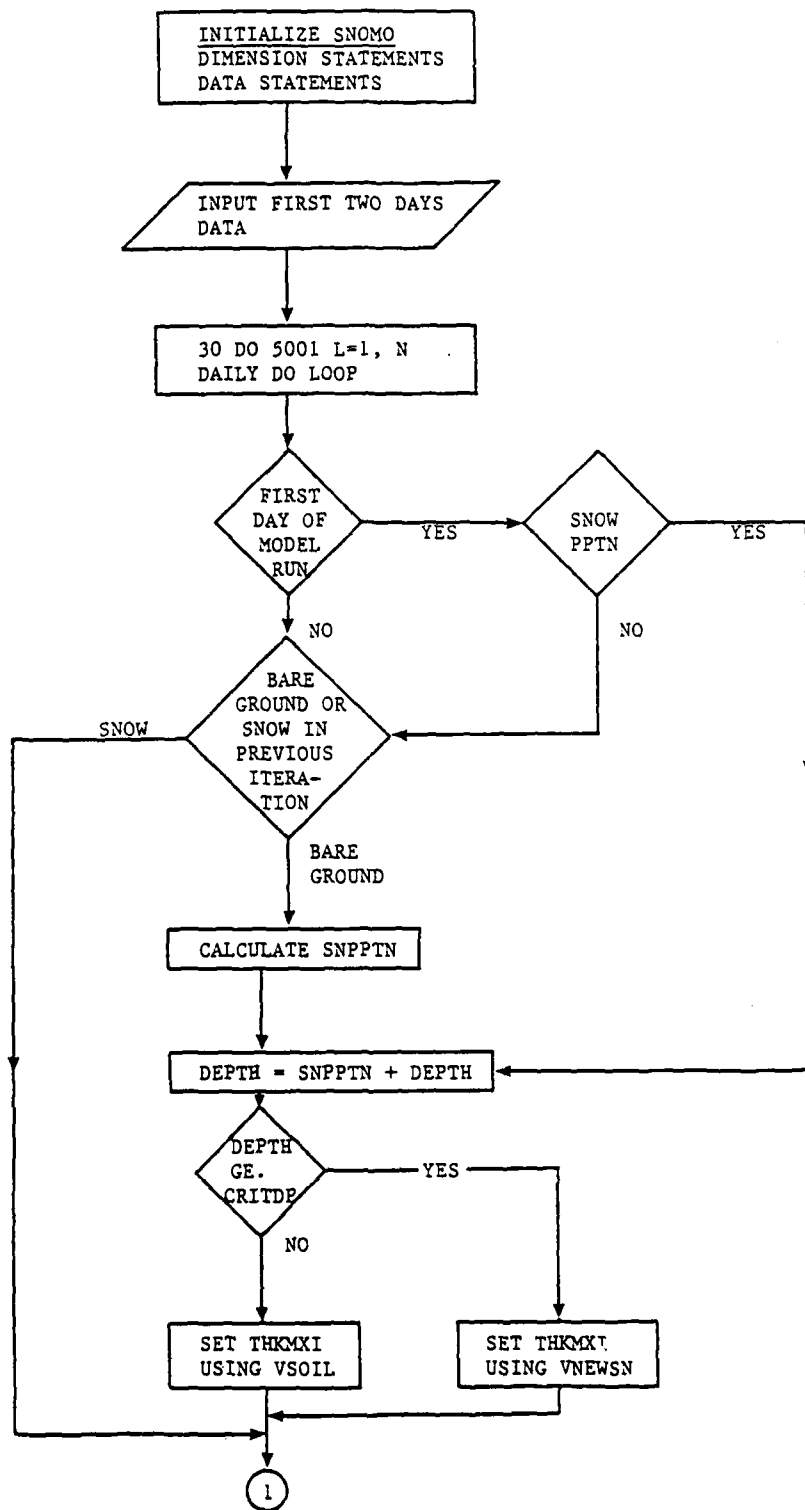 INITIALIZE SNOMO
DIMENSION STATEMENTS
DATA STATEMENTS
INPUT FIRST TWO DAYS
DATA
30 DO 5001 L=1, N
DAILY DO LOOP
FIRST
DAY OF
MODEL
RUN
YES
SNOW
PPTN
YES
NO
NO
BARE
GROUND OR
SNOW IN
PREVIOUS
ITERA-
TION
SNOW
BARE
GROUND
CALCULATE SNPPTN
DEPTH = SNPPTN + DEPTH
DEPTH
GE.
CRITDP
YES
NO
SET THKMXI
USING VSOIL
SET THKMXI
USING VNEWSN
1